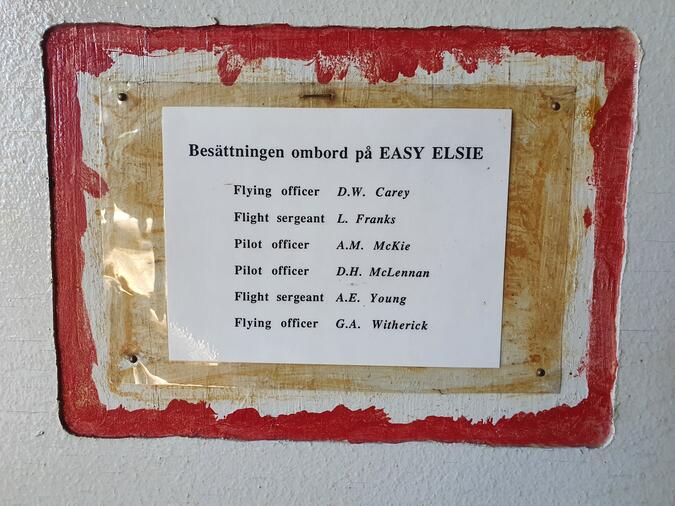 Besättningen ombord på EASY ELSIE
Flying officer D.W. Carey
Flight sergeant L. Franks
Pilot officer A.M. McKie
Pilot officer D.H. McLennan
Flight sergeant A.E. Young
Flying officer G.A. Witherick